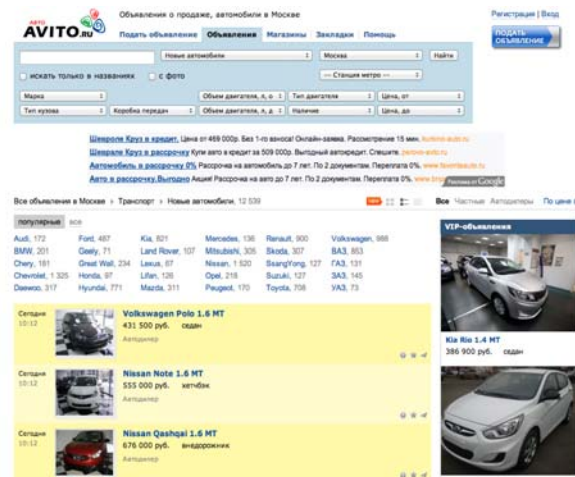 АВТО
AVITO.RU
Объявления о продаже, автомобили в Москве
Регистрация | Вход
Подать объявление Объявления Магазины Закладки Помощь
ПОДАТЬ ОБЪЯВЛЕНИЕ
Новые автомобили Москва Найти
искать только в названиях с фото -- Станция метро --
Марка Объем двигателя, л, о Тип двигателя Цена, от
Тип кузова Коробка передач Объем двигателя, л, д Наличие Цена, до
Шевроле Круз в кредит. Цена от 469 000р. Без 1-го взноса! Онлайн-заявка. Рассмотрение 15 мин.
Шевроле Круз в рассрочку Купи авто в кредит за 509 000р. Выгодный автокредит. Спешите.
Автомобиль в рассрочку 0% Рассрочка на автомобиль до 7 лет. По 2 документам. Переплата 0%.
Авто в рассрочку.Выгодно Акция! Рассрочка на авто до 7 лет. По 2 документам. Переплата 0%.
Реклама от Google
Все объявления в Москве › Транспорт › Новые автомобили, 12 539
Все Частные Автодилеры По цене
популярные все
Audi, 172 Ford, 487 Kia, 821 Mercedes, 136 Renault, 900 Volkswagen, 988
BMW, 201 Geely, 71 Land Rover, 107 Mitsubishi, 305 Skoda, 307 ВАЗ, 853
Chery, 181 Great Wall, 234 Lexus, 67 Nissan, 1 520 SsangYong, 127 ГАЗ, 131
Chevrolet, 1 325 Honda, 97 Lifan, 126 Opel, 218 Suzuki, 127 ЗАЗ, 145
Daewoo, 317 Hyundai, 771 Mazda, 311 Peugeot, 170 Toyota, 708 УАЗ, 73
VIP-объявления
Сегодня
10:12
Volkswagen Polo 1.6 MT
431 500 руб. седан
Автодилер
Kia Rio 1.4 MT
386 900 руб. седан
Сегодня
10:12
Nissan Note 1.6 MT
555 000 руб. хетчбэк
Автодилер
Сегодня
10:12
Nissan Qashqai 1.6 MT
676 000 руб. внедорожник
Автодилер